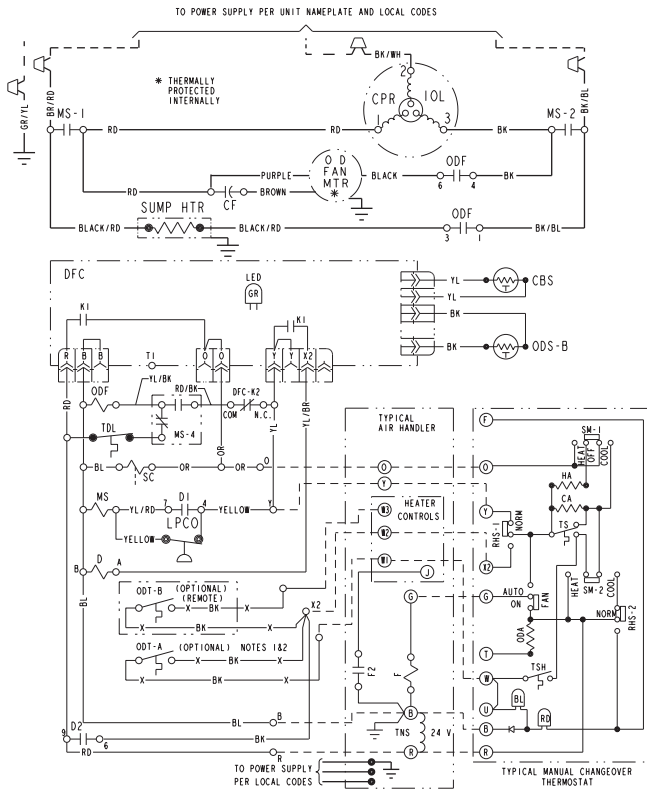 TO POWER SUPPLY PER UNIT NAMEPLATE AND LOCAL CODES
BK/WH
GR/YL
BR/RD
BK/BL
* THERMALLY
PROTECTED
INTERNALLY
2
CPR
IOL
1
3
MS-1
MS-2
RD
RD
BK
PURPLE
O D
FAN
MTR
*
BLACK
ODF
6
4
BK
RD
CF
BROWN
SUMP HTR
ODF
BLACK/RD
BLACK/RD
3
1
BK/BL
DFC
LED
GR
YL
YL
CBS
BK
BK
ODS-B
K1
K1
R
B
B
T1
O
O
Y
Y
X2
YL/BK
ODF
RD/BK
DFC-K2
COM
N.C.
RD
MS-4
TDL
OR
YL
YL/BR
BL
SC
OR
OR
O
MS
YL/RD
7
D1
4
YELLOW
Y
LPCO
YELLOW
D
A
B
BL
ODT-B
(OPTIONAL)
(REMOTE)
BK
X
BK
X
X2
ODT-A
(OPTIONAL) NOTES 1&2
BK
X
X
BK
X
BL
B
9
D2
6
BK
RD
R
TO POWER SUPPLY
PER LOCAL CODES
TYPICAL
AIR HANDLER
O
Y
W3
HEATER
CONTROLS
W2
W1
J
G
F2
F
B
TNS
24 V
R
F
SM-1
HEAT
OFF
COOL
O
HA
CA
Y
RHS-1
NORM
TS
X2
HEAT
SM-2
COOL
G
AUTO
ON
FAN
NORM
RHS-2
ODA
T
TSH
W
BL
U
RD
B
R
TYPICAL MANUAL CHANGEOVER
THERMOSTAT